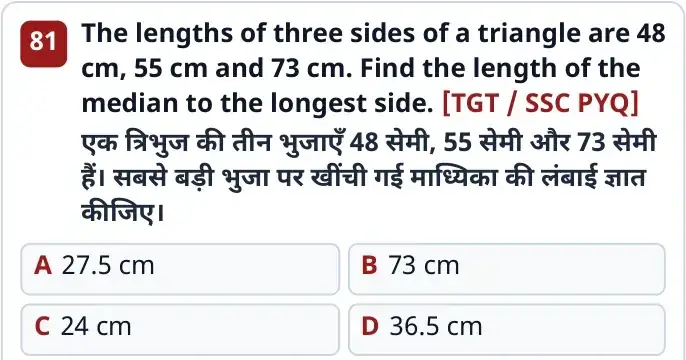 81 The lengths of three sides of a triangle are 48
cm, 55 cm and 73 cm. Find the length of the
median to the longest side. [TGT / SSC PYQ]
एक त्रिभुज की तीन भुजाएँ 48 सेमी, 55 सेमी और 73 सेमी
हैं। सबसे बड़ी भुजा पर खींची गई माध्यिका की लंबाई ज्ञात
कीजिए।
A 27.5 cm
B 73 cm
C 24 cm
D 36.5 cm